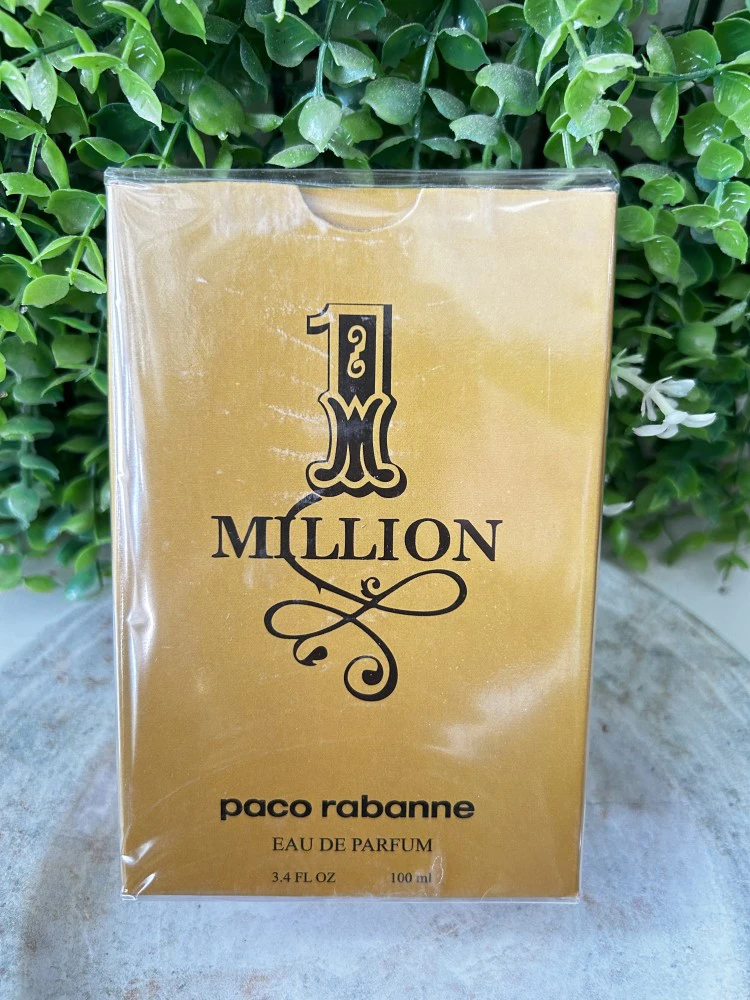 1
MILLION
paco rabanne
EAU DE PARFUM
3.4 FL OZ 100 ml